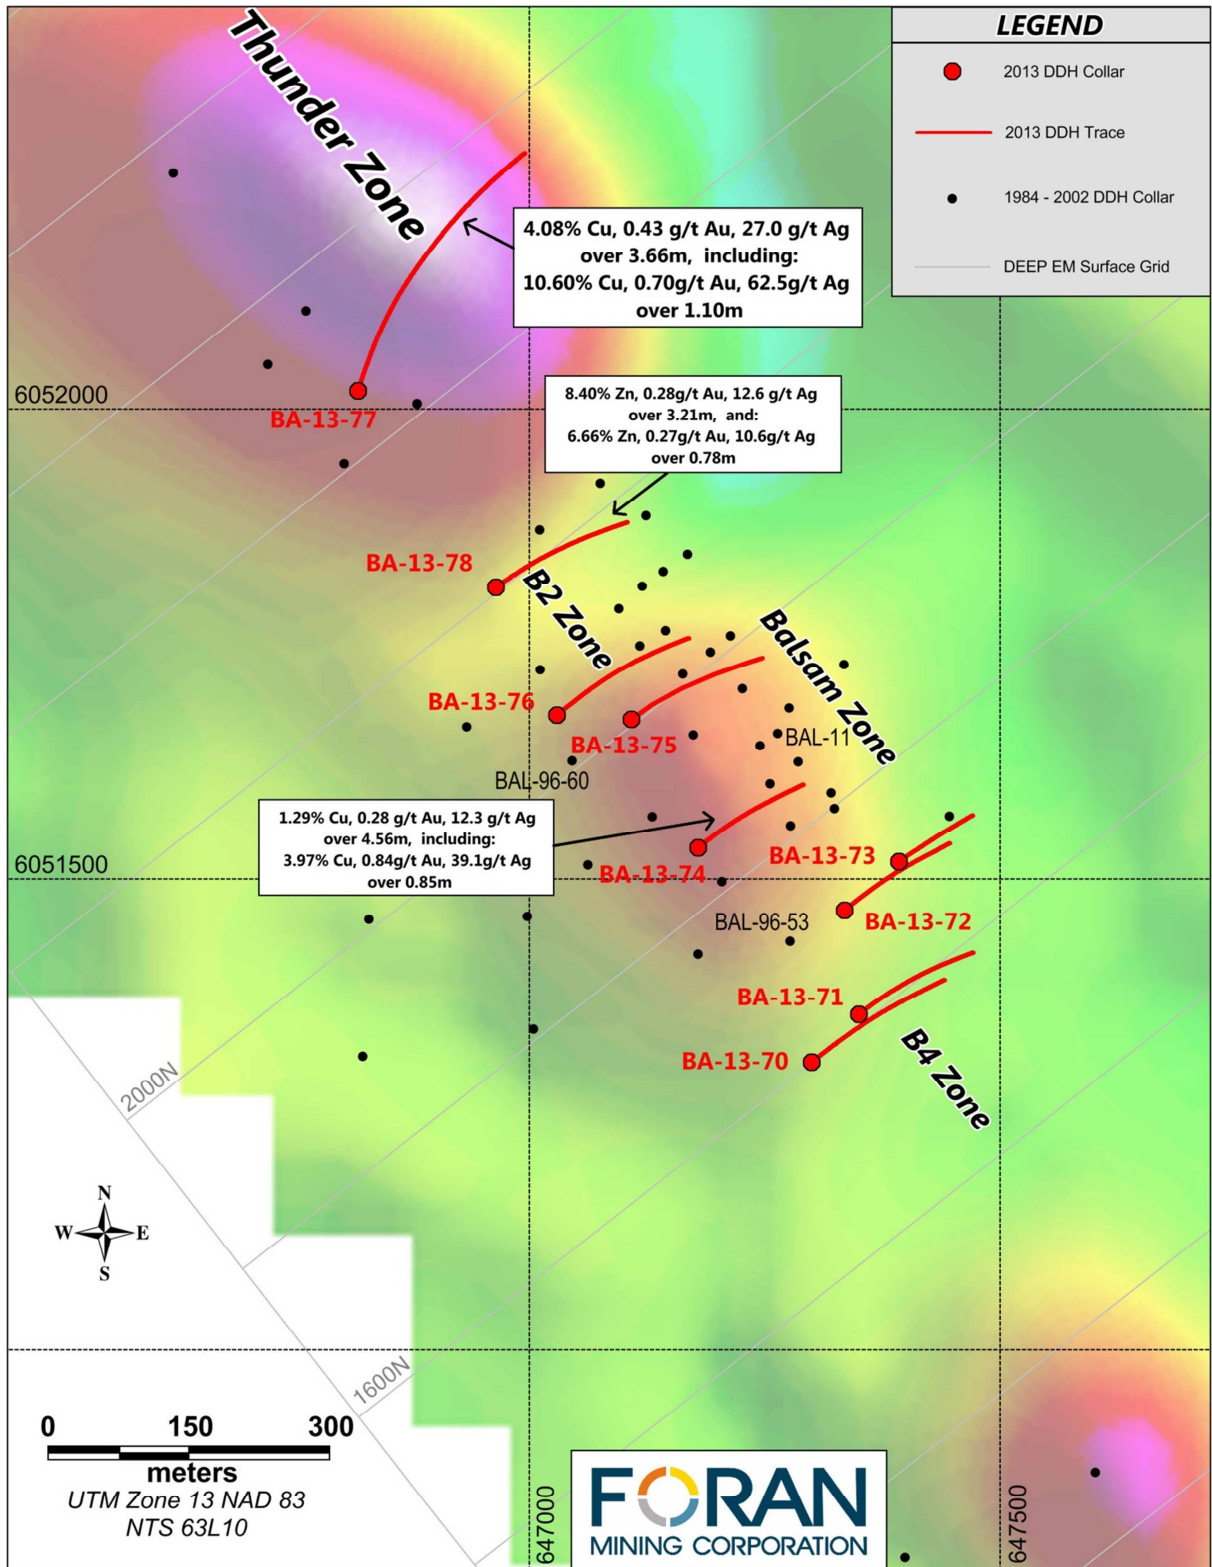 Thunder Zone
LEGEND
2013 DDH Collar
2013 DDH Trace
1984 - 2002 DDH Collar
DEEP EM Surface Grid
4.08% Cu, 0.43 g/t Au, 27.0 g/t Ag
over 3.66m, including:
10.60% Cu, 0.70g/t Au, 62.5g/t Ag
over 1.10m
6052000
BA-13-77
8.40% Zn, 0.28g/t Au, 12.6 g/t Ag
over 3.21m, and:
6.66% Zn, 0.27g/t Au, 10.6g/t Ag
over 0.78m
BA-13-78
B2 Zone
Balsam Zone
BA-13-76
BA-13-75
BAL-11
BAL-96-60
1.29% Cu, 0.28 g/t Au, 12.3 g/t Ag
over 4.56m, including:
3.97% Cu, 0.84g/t Au, 39.1g/t Ag
over 0.85m
6051500
BA-13-74
BA-13-73
BAL-96-53
BA-13-72
BA-13-71
BA-13-70
B4 Zone
2000N
N
W E
S
1600N
0 150 300
meters
UTM Zone 13 NAD 83
NTS 63L10
647000
647500
FORAN
MINING CORPORATION